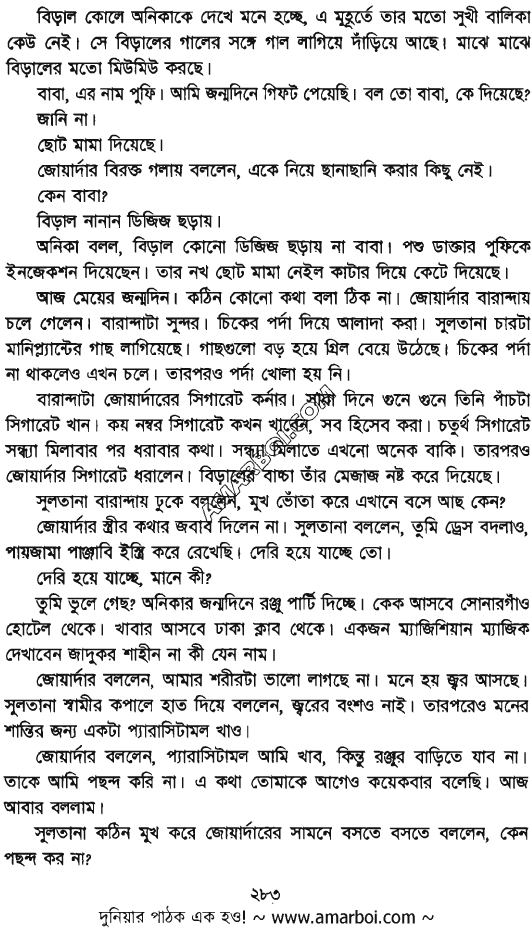 বিড়াল কোলে অনিকাকে দেখে মনে হচ্ছে, এ মুহূর্তে তার মতো সুখী বালিকা
কেউ নেই। সে বিড়ালের গালের সঙ্গে গাল লাগিয়ে দাঁড়িয়ে আছে। মাঝে মাঝে
বিড়ালের মতো মিউমিউ করছে।
বাবা, এর নাম পুফি। আমি জন্মদিনে গিফট পেয়েছি। বল তো বাবা, কে দিয়েছে?
জানি না।
ছোট মামা দিয়েছে।
জোয়ার্দার বিরক্ত গলায় বললেন, একে নিয়ে ছানাছানি করার কিছু নেই।
কেন বাবা?
বিড়াল নানান ডিজিজ ছড়ায়।
অনিকা বলল, বিড়াল কোনো ডিজিজ ছড়ায় না বাবা। পশু ডাক্তার পুফিকে
ইনজেকশন দিয়েছেন। তার নখ ছোট মামা নেইল কাটার দিয়ে কেটে দিয়েছে।
আজ মেয়ের জন্মদিন। কঠিন কোনো কথা বলা ঠিক না। জোয়ার্দার বারান্দায়
চলে গেলেন। বারান্দাটা সুন্দর। চিকের পর্দা দিয়ে আলাদা করা। সুলতানা চারটা
মানিপ্ল্যান্টের গাছ লাগিয়েছে। গাছগুলো বড় হয়ে গ্রিল বেয়ে উঠেছে। চিকের পর্দা
না থাকলেও এখন চলে। তারপরও পর্দা খোলা হয় নি।
বারান্দাটা জোয়ার্দারের সিগারেট কর্নার। সারা দিনে গুনে গুনে তিনি পাঁচটা
সিগারেট খান। কয় নম্বর সিগারেট কখন খাবেন, সব হিসেব করা। চতুর্থ সিগারেট
সন্ধ্যা মিলাবার পর ধরাবার কথা। সন্ধ্যা মিলাতে এখনো অনেক বাকি। তারপরও
জোয়ার্দার সিগারেট ধরালেন। বিড়ালের বাচ্চা তাঁর মেজাজ নষ্ট করে দিয়েছে।
সুলতানা বারান্দায় ঢুকে বললেন, মুখ ভোঁতা করে এখানে বসে আছ কেন?
জোয়ার্দার স্ত্রীর কথার জবাব দিলেন না। সুলতানা বললেন, তুমি ড্রেস বদলাও,
পায়জামা পাঞ্জাবি ইস্ত্রি করে রেখেছি। দেরি হয়ে যাচ্ছে তো।
দেরি হয়ে যাচ্ছে, মানে কী?
তুমি ভুলে গেছ? অনিকার জন্মদিনে রঞ্জু পার্টি দিচ্ছে। কেক আসবে সোনারগাঁও
হোটেল থেকে। খাবার আসবে ঢাকা ক্লাব থেকে। একজন ম্যাজিশিয়ান ম্যাজিক
দেখাবেন জাদুকর শাহীন না কী যেন নাম।
জোয়ার্দার বললেন, আমার শরীরটা ভালো লাগছে না। মনে হয় জ্বর আসছে।
সুলতানা স্বামীর কপালে হাত দিয়ে বললেন, জ্বরের বংশও নাই। তারপরেও মনের
শান্তির জন্য একটা প্যারাসিটামল খাও।
জোয়ার্দার বললেন, প্যারাসিটামল আমি খাব, কিন্তু রঞ্জুর বাড়িতে যাব না।
তাকে আমি পছন্দ করি না। এ কথা তোমাকে আগেও কয়েকবার বলেছি। আজ
আবার বললাম।
সুলতানা কঠিন মুখ করে জোয়ার্দারের সামনে বসতে বসতে বললেন, কেন
পছন্দ কর না?
২৮৩
দুনিয়ার পাঠক এক হও! ~ www.amarboi.com ~
AMARBOI.COM